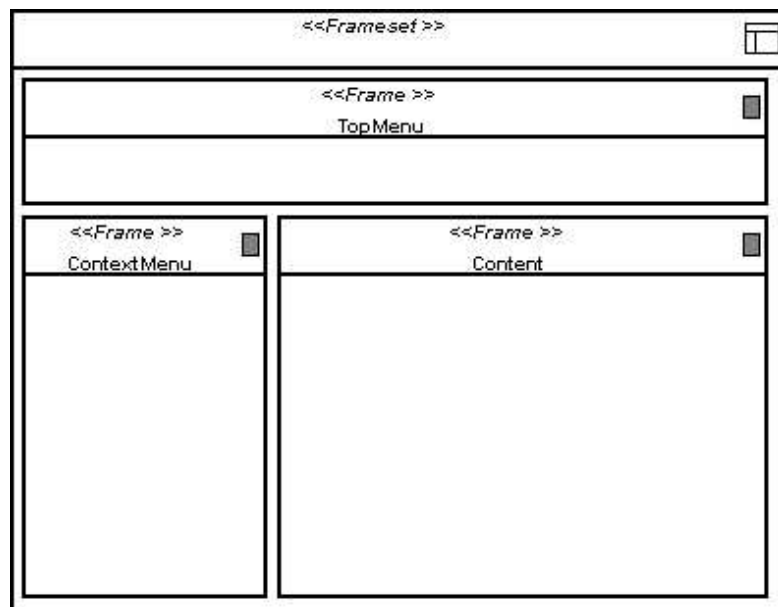 <<Frameset >>
<<Frame >>
TopMenu
<<Frame >>
ContextMenu
<<Frame >>
Content